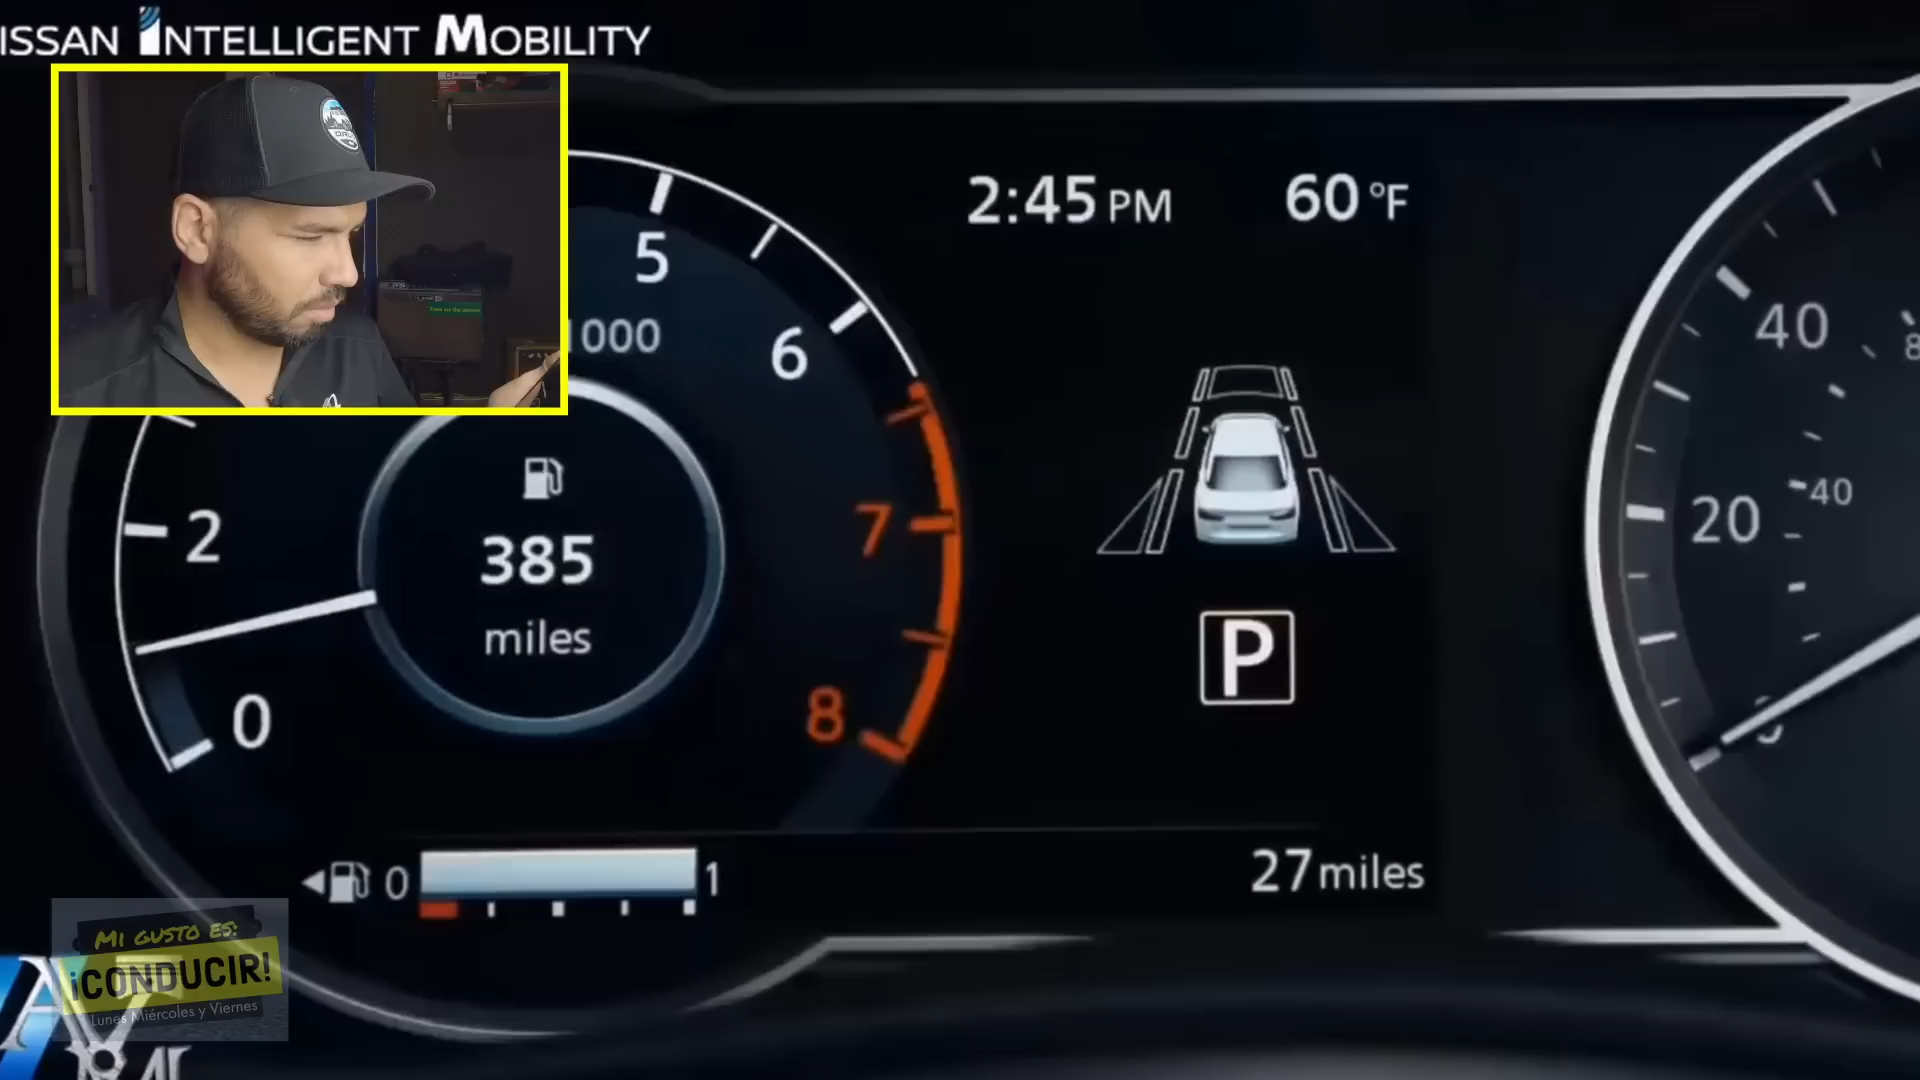 ISSAN INTELLIGENT MOBILITY
2:45 PM
60 °F
5
1000
6
40
8
2
385
miles
7
20
40
P
0
8
0
1
27 miles
MI GUSTO ES:
¡CONDUCIR!
Lunes Miércoles y Viernes